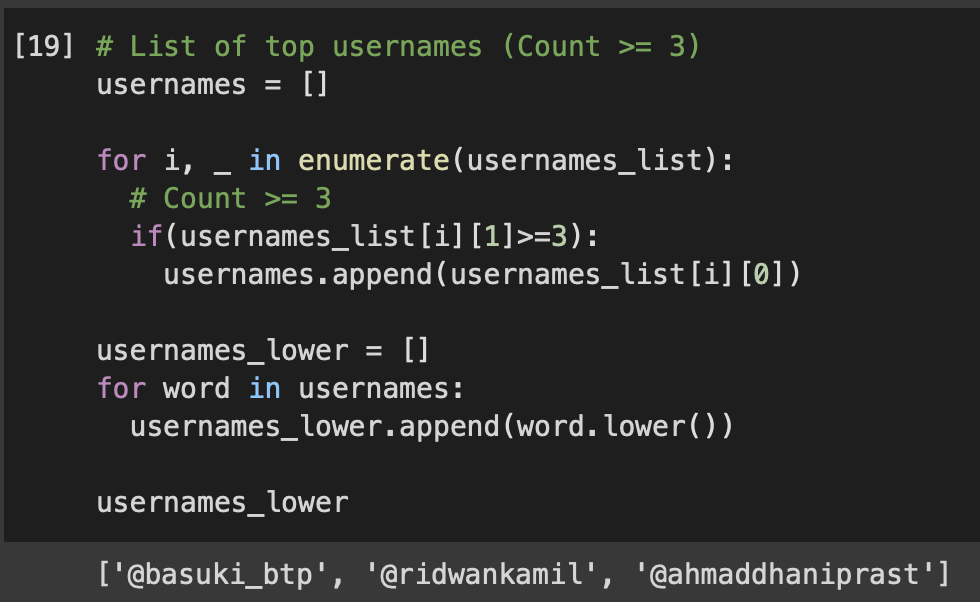 [19] # List of top usernames (Count >= 3)
usernames = []
for i, _ in enumerate(usernames_list):
# Count >= 3
if(usernames_list[i][1]>=3):
usernames.append(usernames_list[i][0])
usernames_lower = []
for word in usernames:
usernames_lower.append(word.lower())
usernames_lower
['@basuki_btp', '@ridwankamil', '@ahmaddhaniprast']